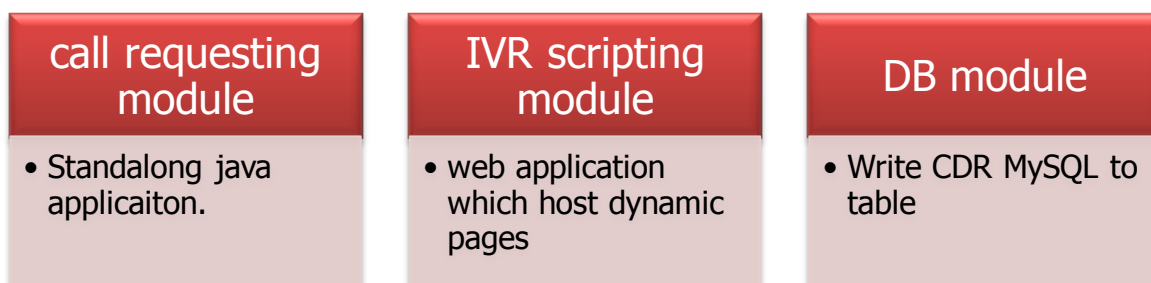 call requesting
module
• Standalong java
applicaiton.
IVR scripting
module
• web application
which host dynamic
pages
DB module
• Write CDR MySQL to
table